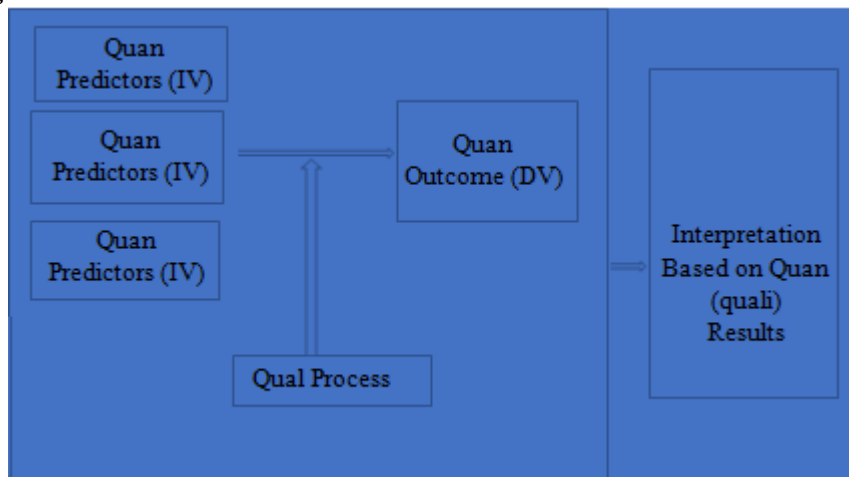 Quan
Predictors (IV)
Quan
Predictors (IV)
Quan
Predictors (IV)
Quan
Outcome (DV)
Qual Process
Interpretation
Based on Quan
(quali)
Results